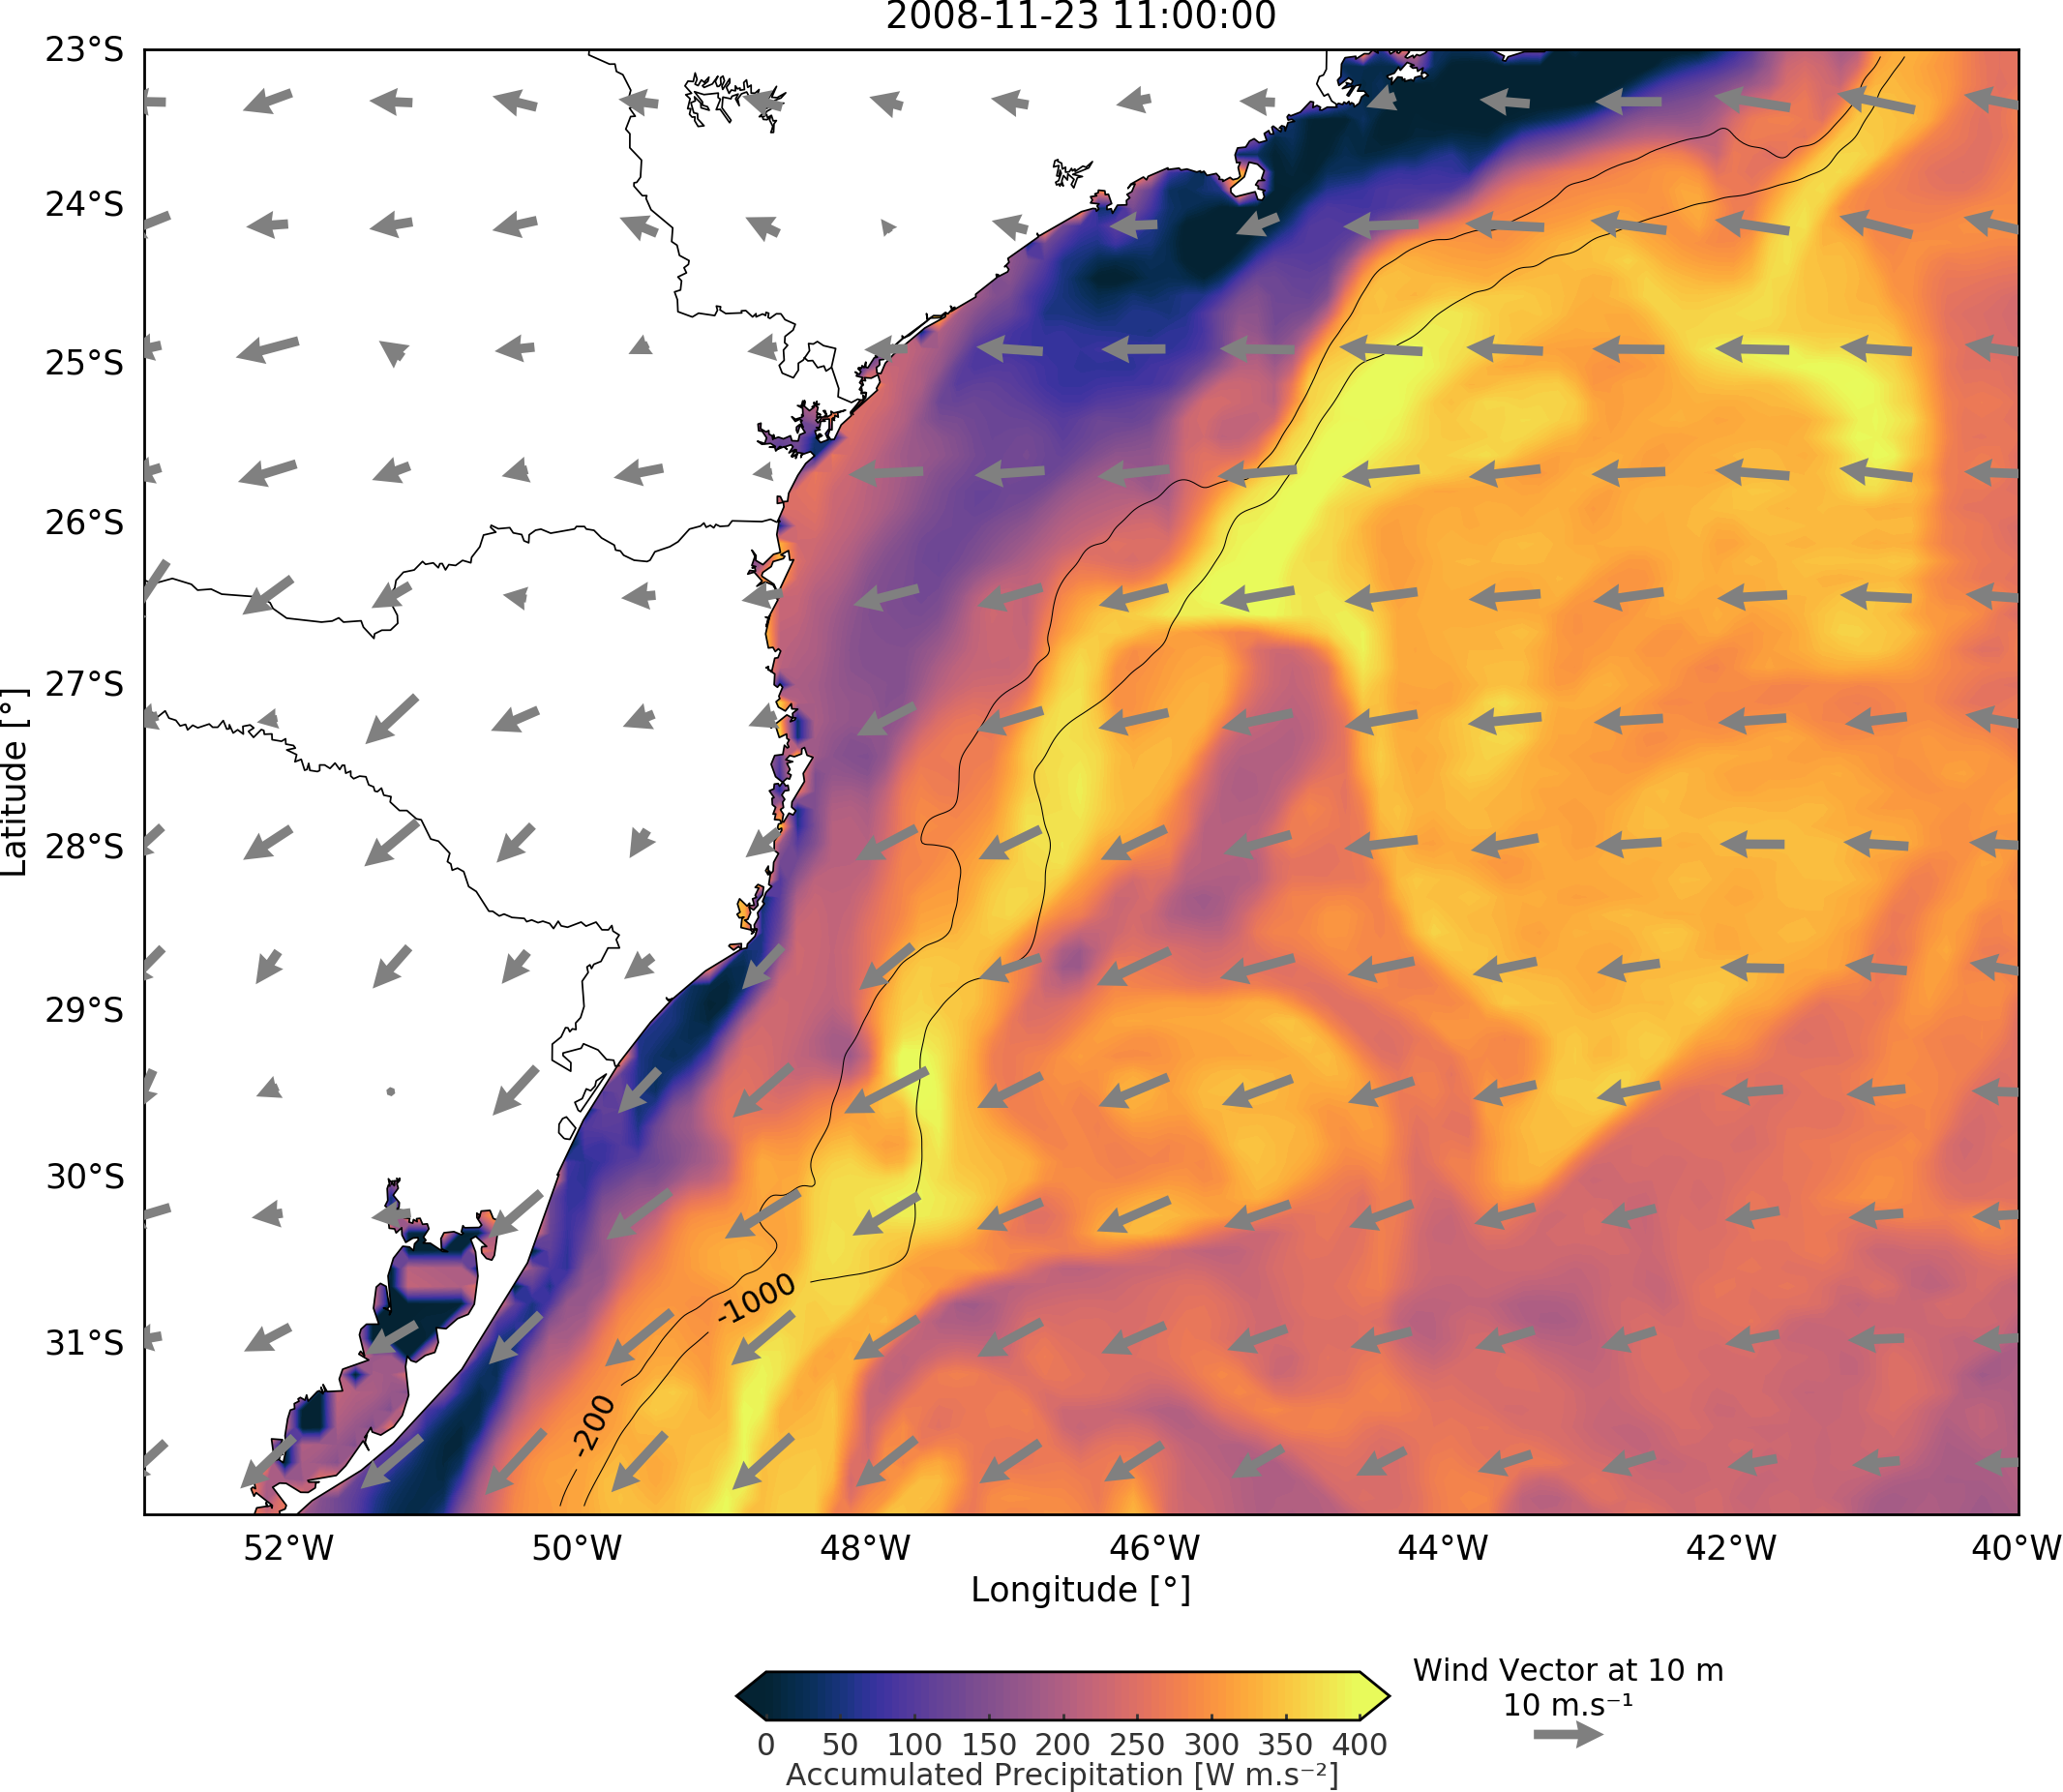 2008-11-23 11:00:00
23°S
24°S
25°S
26°S
27°S
28°S
29°S
30°S
31°S
Latitude [°]
-1000
-200
52°W 50°W 48°W 46°W 44°W 42°W 40°W
Longitude [°]
0 50 100 150 200 250 300 350 400
Accumulated Precipitation [W m.s⁻²]
Wind Vector at 10 m
10 m.s⁻¹